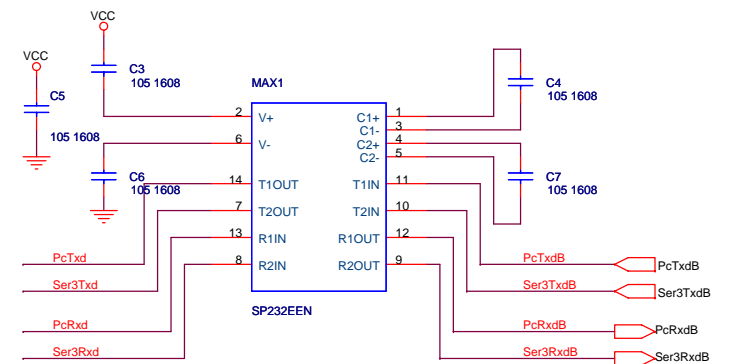 VCC
VCC
C3
105 1608
C5
105 1608
MAX1
C4
105 1608
2 V+ C1+ 1
C1- 3
6 V- C2+ 4
C2- 5
C6
105 1608
C7
105 1608
14 T1OUT T1IN 11
7 T2OUT T2IN 10
13 R1IN R1OUT 12
8 R2IN R2OUT 9
SP232EEN
PcTxd PcTxdB PcTxdB
Ser3Txd Ser3TxdB Ser3TxdB
PcRxd PcRxdB PcRxdB
Ser3Rxd Ser3RxdB Ser3RxdB